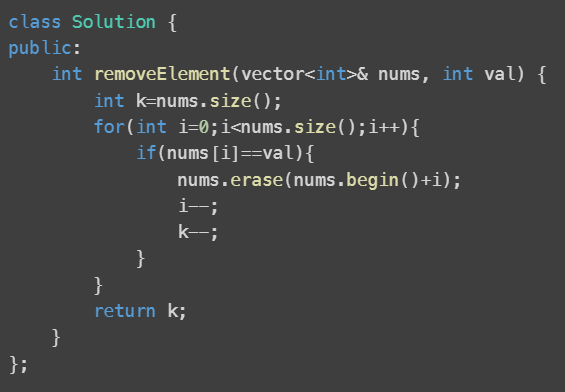 class Solution {
public:
    int removeElement(vector<int>& nums, int val) {
        int k=nums.size();
        for(int i=0;i<nums.size();i++){
            if(nums[i]==val){
                nums.erase(nums.begin()+i);
                i--;
                k--;
            }
        }
        return k;
    }
};